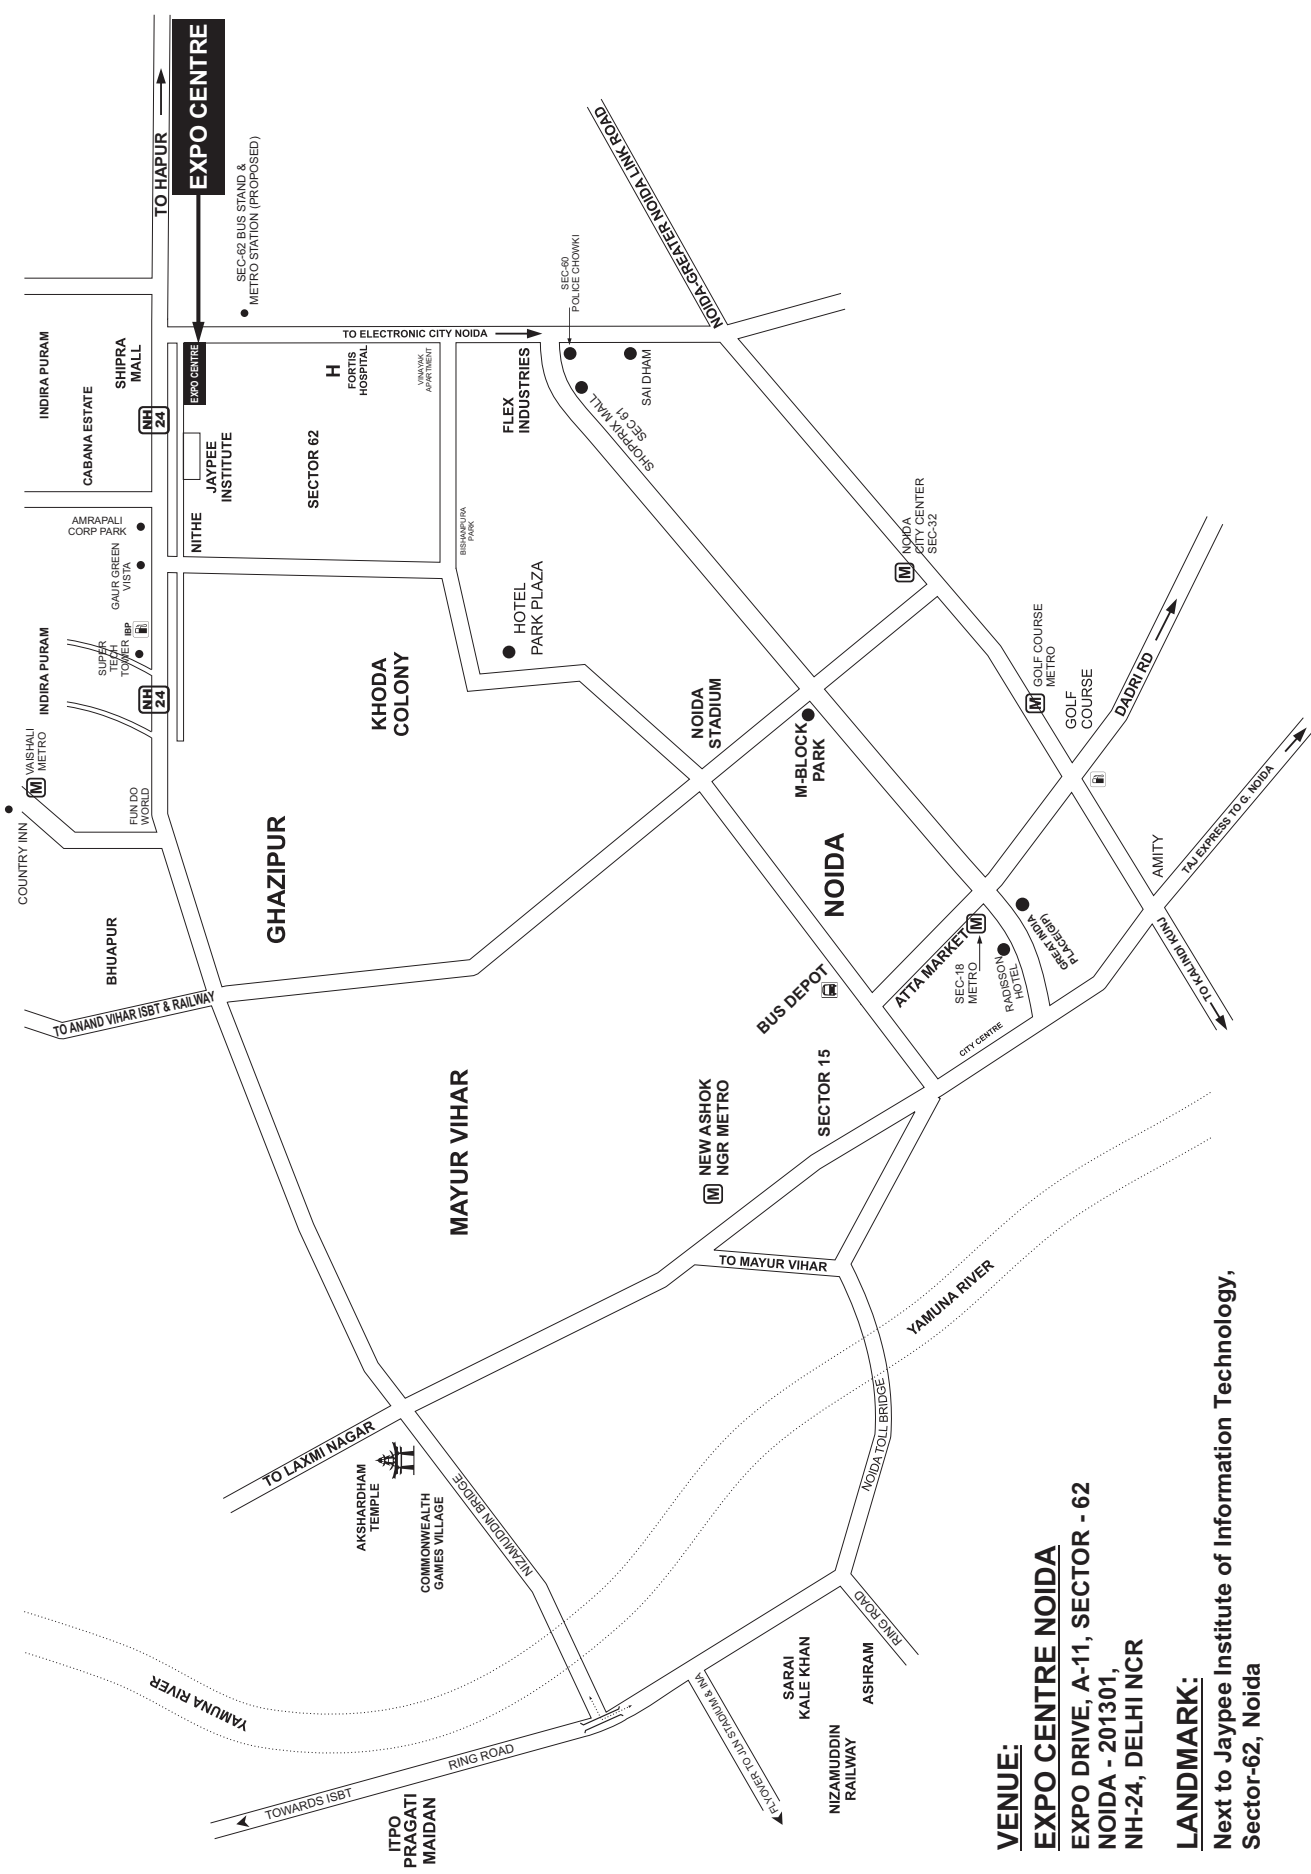 EXPO CENTRE
TO HAPUR
SEC-62 BUS STAND &
METRO STATION (PROPOSED)
INDIRA PURAM
CABANA ESTATE
SHIPRA
MALL
NH
24
EXPO CENTRE
JAYPEE
INSTITUTE
NITHE
SECTOR 62
H
FORTIS
HOSPITAL
VINAYAK
APARTMENT
TO ELECTRONIC CITY NOIDA
SEC-60
POLICE CHOWKI
NOIDA-GREATER NOIDA LINK ROAD
SAI DHAM
SHOPPRIX MALL
SEC 61
FLEX
INDUSTRIES
BISHANPURA
PARK
AMRAPALI
CORP PARK
GAUR GREEN
VISTA
IBP
SUPER
TECH
TOWER
INDIRA PURAM
NH
24
VAISHALI
METRO
M
COUNTRY INN
FUN DO
WORLD
BHUAPUR
TO ANAND VIHAR ISBT & RAILWAY
GHAZIPUR
KHODA
COLONY
HOTEL
PARK PLAZA
NOIDA
STADIUM
M-BLOCK
PARK
NOIDA
M
NOIDA
CITY CENTER
SEC-32
M
GOLF COURSE
METRO
GOLF
COURSE
DADRI RD
TAJ EXPRESS TO G. NOIDA
AMITY
TO KALINDI KUNJ
GREAT INDIA
PLACE(GIP)
M
ATTA MARKET
SEC-18
METRO
RADISSON
HOTEL
CITY CENTRE
BUS DEPOT
SECTOR 15
M
NEW ASHOK
NGR METRO
MAYUR VIHAR
TO MAYUR VIHAR
YAMUNA RIVER
NOIDA TOLL BRIDGE
TO LAXMI NAGAR
AKSHARDHAM
TEMPLE
COMMONWEALTH
GAMES VILLAGE
NIZAMUDDIN BRIDGE
YAMUNA RIVER
RING ROAD
TOWARDS ISBT
ITPO
PRAGATI
MAIDAN
FLYOVER TO JLN STADIUM & INA
RING ROAD
SARAI
KALE KHAN
ASHRAM
NIZAMUDDIN
RAILWAY
VENUE:
EXPO CENTRE NOIDA
EXPO DRIVE, A-11, SECTOR - 62
NOIDA - 201301,
NH-24, DELHI NCR
LANDMARK:
Next to Jaypee Institute of Information Technology,
Sector-62, Noida